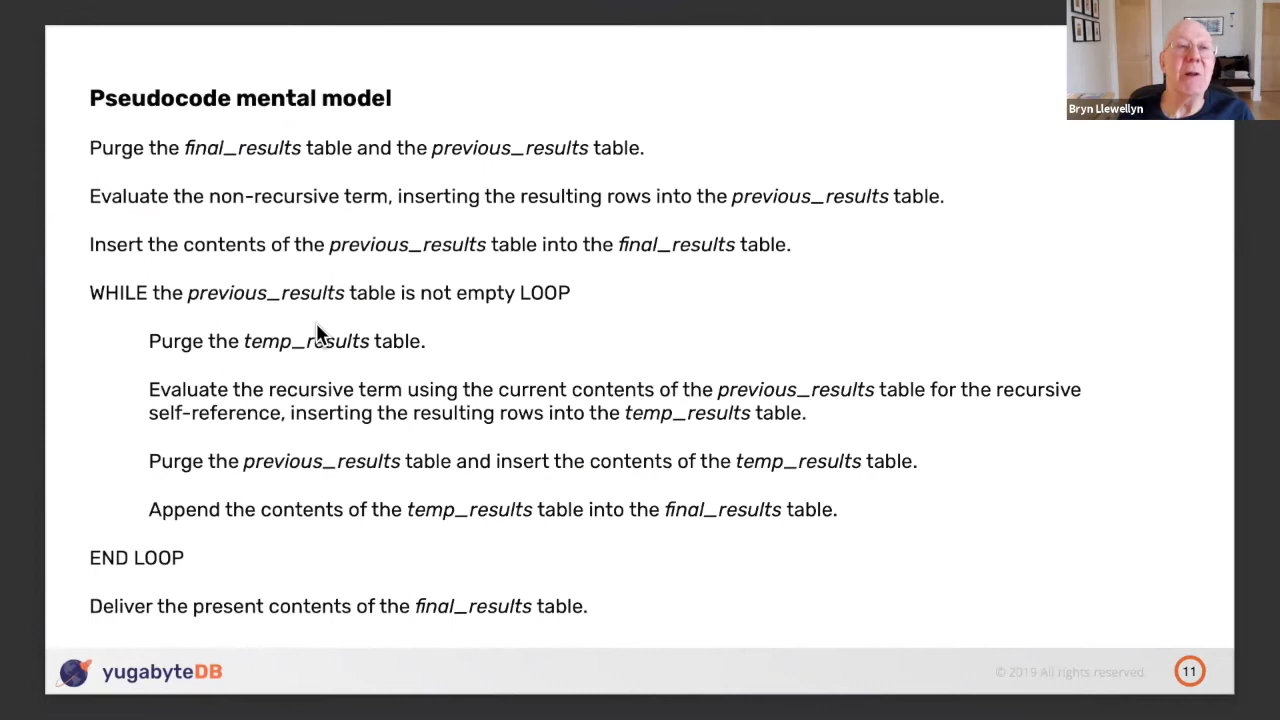 Pseudocode mental model
Bryn Llewellyn
Purge the final_results table and the previous_results table.
Evaluate the non-recursive term, inserting the resulting rows into the previous_results table.
Insert the contents of the previous_results table into the final_results table.
WHILE the previous_results table is not empty LOOP
Purge the temp_results table.
Evaluate the recursive term using the current contents of the previous_results table for the recursive
self-reference, inserting the resulting rows into the temp_results table.
Purge the previous_results table and insert the contents of the temp_results table.
Append the contents of the temp_results table into the final_results table.
END LOOP
Deliver the present contents of the final_results table.
yugabyteDB
© 2019 All rights reserved.
11